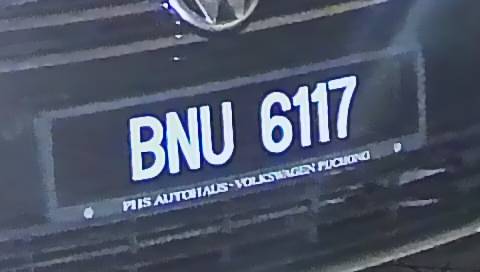 BNU 6117
PHS AUTOHAUS - VOLKSWAGEN PUCHONG